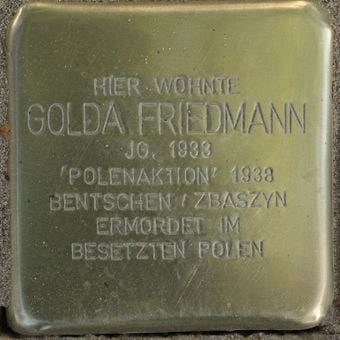 HIER WOHNTE
GOLDA FRIEDMANN
JG. 1933
'POLENAKTION' 1938
BENTSCHEN / ZBASZYN
ERMORDET IM
BESETZTEN POLEN